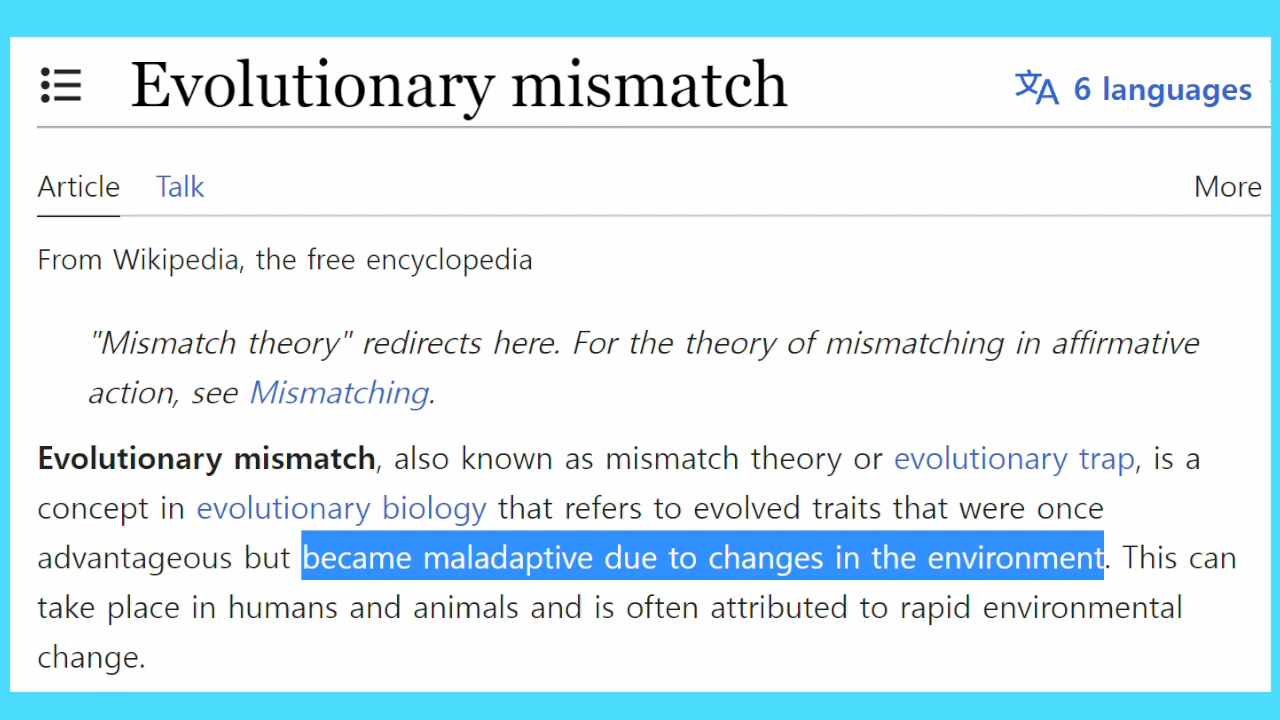 Evolutionary mismatch
6 languages
Article
Talk
More
From Wikipedia, the free encyclopedia
"Mismatch theory" redirects here. For the theory of mismatching in affirmative
action, see Mismatching.
Evolutionary mismatch, also known as mismatch theory or evolutionary trap, is a
concept in evolutionary biology that refers to evolved traits that were once
advantageous but became maladaptive due to changes in the environment. This can
take place in humans and animals and is often attributed to rapid environmental
change.